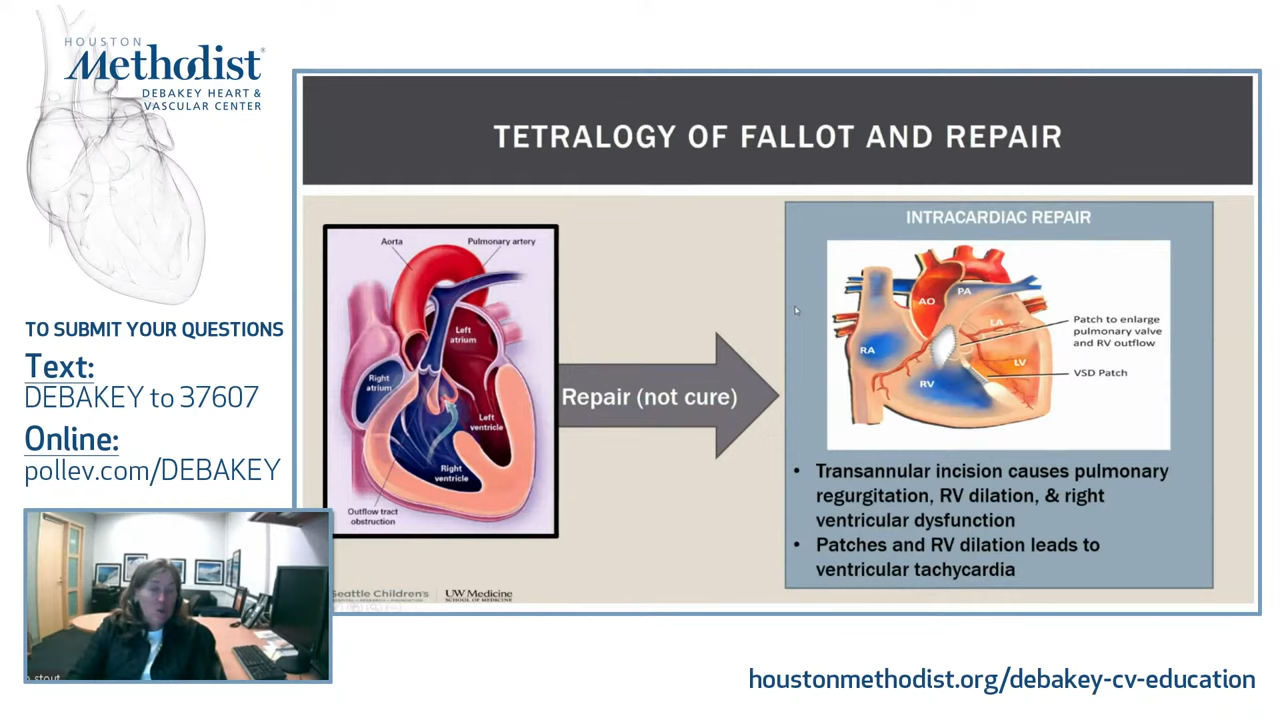 HOUSTON
Methodist®
DEBAKEY HEART &
VASCULAR CENTER
TO SUBMIT YOUR QUESTIONS
Text:
DEBAKEY to 37607
Online:
pollev.com/DEBAKEY
TETRALOGY OF FALLOT AND REPAIR
Aorta
Pulmonary artery
Left
atrium
Right
atrium
Left
ventricle
Right
ventricle
Outflow tract
obstruction
Repair (not cure)
INTRACARDIAC REPAIR
AO
PA
LA
RA
LV
RV
Patch to enlarge
pulmonary valve
and RV outflow
VSD Patch
• Transannular incision causes pulmonary
regurgitation, RV dilation, & right
ventricular dysfunction
• Patches and RV dilation leads to
ventricular tachycardia
Seattle Children's
UW Medicine
SCHOOL OF MEDICINE
stout
houstonmethodist.org/debakey-cv-education